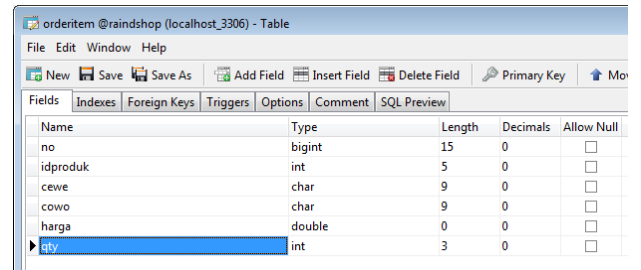 orderitem @raindshop (localhost_3306) - Table
File Edit Window Help
New Save Save As Add Field Insert Field Delete Field Primary Key Mo
Fields Indexes Foreign Keys Triggers Options Comment SQL Preview
Name Type Length Decimals Allow Null
no bigint 15 0
idproduk int 5 0
cewe char 9 0
cowo char 9 0
harga double 0 0
qty int 3 0